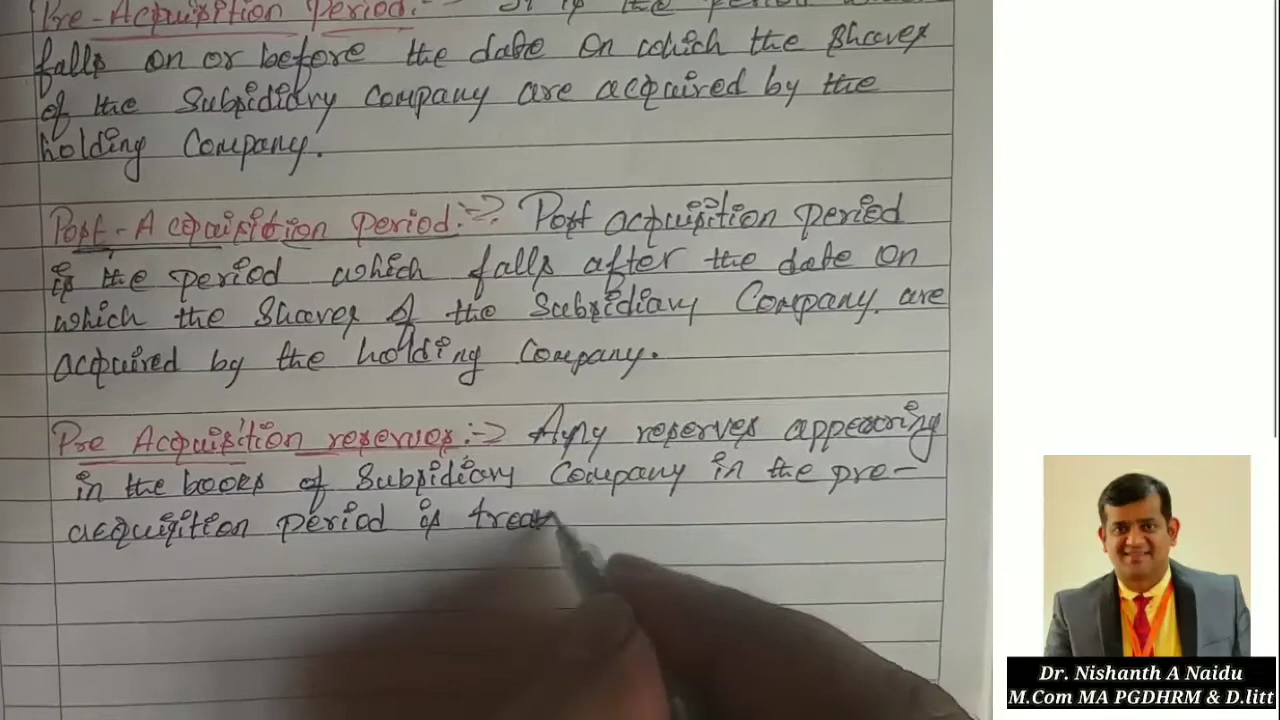 Pre-Acquisition Period:- It is the period
falls on or before the date on which the shares
of the Subsidiary Company are acquired by the
holding Company.
Post-Acquisition Period:-> Post acquisition period
is the period which falls after the date on
which the Shares of the Subsidiary Company are
acquired by the holding Company.
Pre Acquisition reserves:-> Any reserves appearing
in the books of Subsidiary Company in the pre-
acquisition period is trea
Dr. Nishanth A Naidu
M.Com MA PGDHRM & D.litt